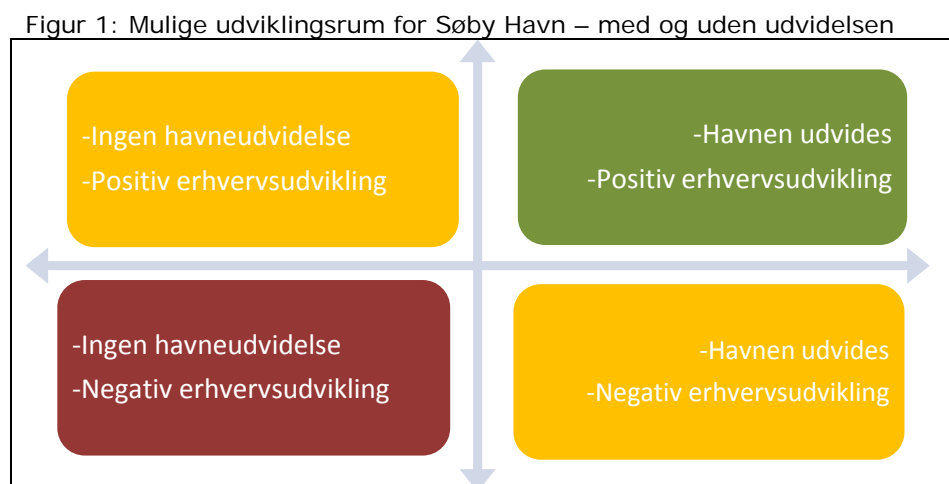 Figur 1: Mulige udviklingsrum for Søby Havn – med og uden udvidelsen
-Ingen havneudvidelse
-Positiv erhvervsudvikling
-Havnen udvides
-Positiv erhvervsudvikling
-Ingen havneudvidelse
-Negativ erhvervsudvikling
-Havnen udvides
-Negativ erhvervsudvikling